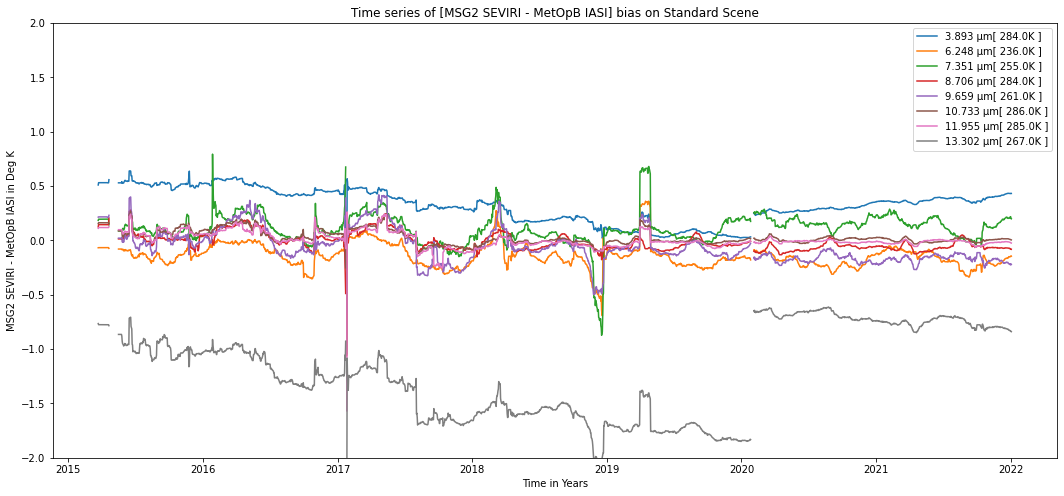 Time series of [MSG2 SEVIRI - MetOpB IASI] bias on Standard Scene
MSG2 SEVIRI - MetOpB IASI in Deg K
2.0
1.5
1.0
0.5
0.0
−0.5
−1.0
−1.5
−2.0
3.893 μm[ 284.0K ]
6.248 μm[ 236.0K ]
7.351 μm[ 255.0K ]
8.706 μm[ 284.0K ]
9.659 μm[ 261.0K ]
10.733 μm[ 286.0K ]
11.955 μm[ 285.0K ]
13.302 μm[ 267.0K ]
2015 2016 2017 2018 2019 2020 2021 2022
Time in Years